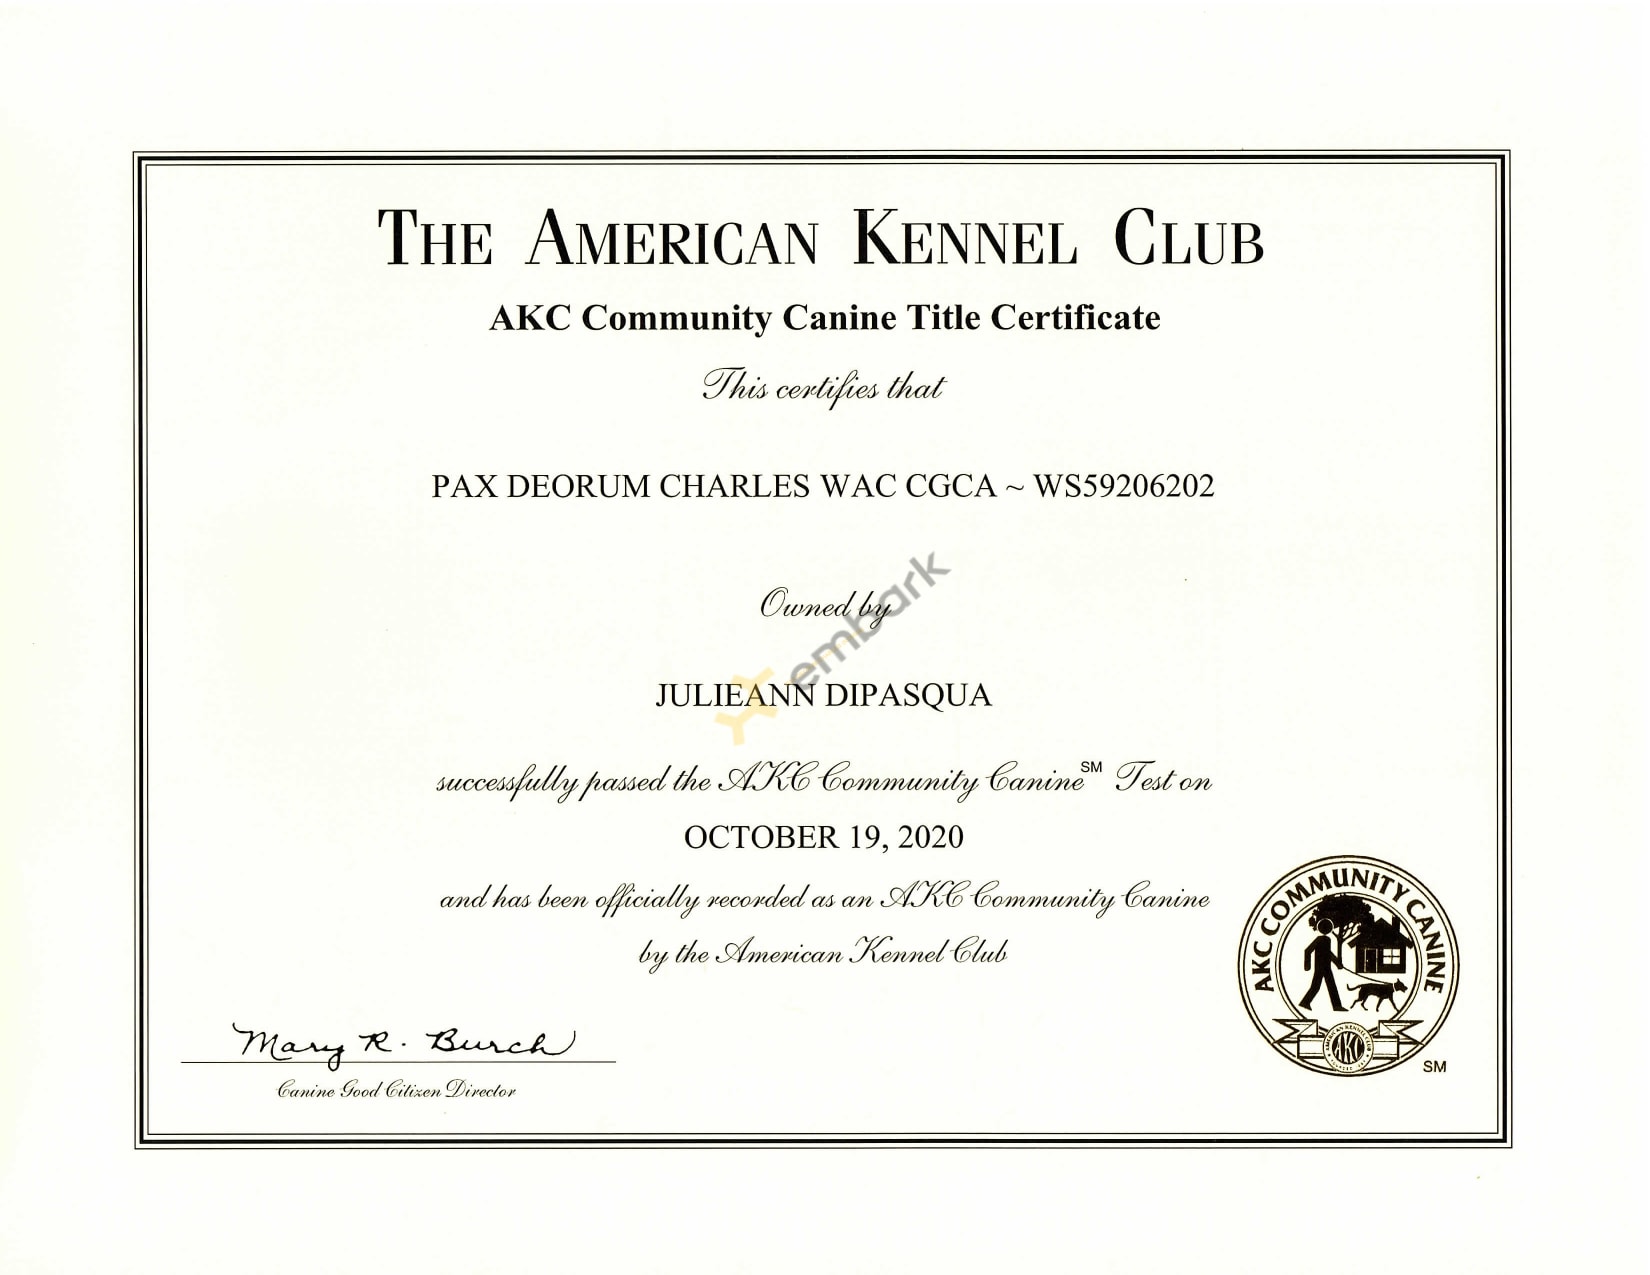 THE AMERICAN KENNEL CLUB
AKC Community Canine Title Certificate
This certifies that
PAX DEORUM CHARLES WAC CGCA ~ WS59206202
Owned by
embark
JULIEANN DIPASQUA
successfully passed the AKC Community Canine℠ Test on
OCTOBER 19, 2020
and has been officially recorded as an AKC Community Canine
by the American Kennel Club
AKC COMMUNITY CANINE
AMERICAN KENNEL CLUB
AKC
SM
Mary R. Burch
Canine Good Citizen Director